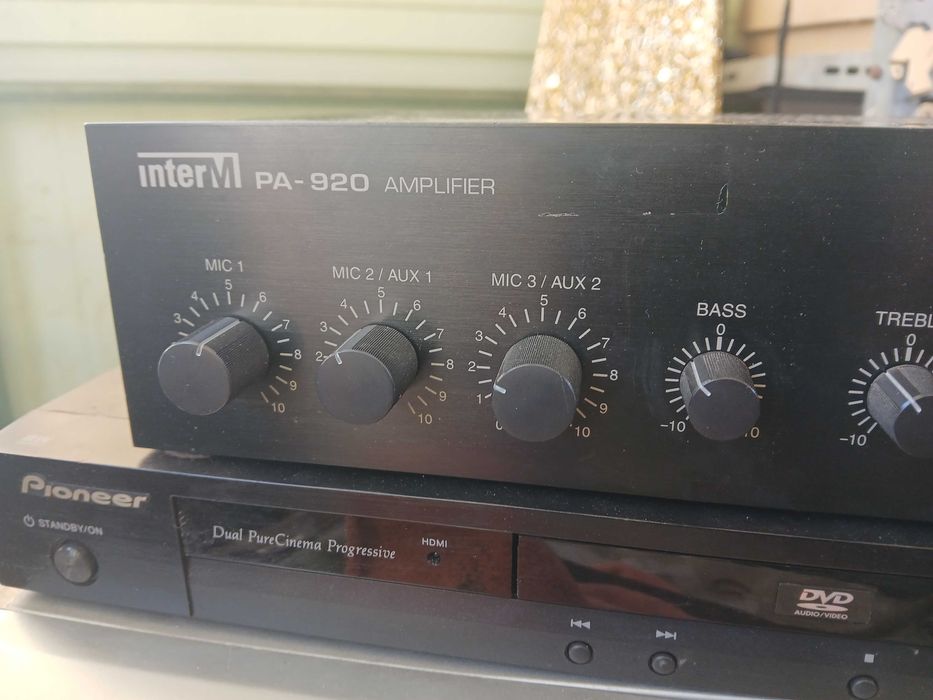 interM PA-920 AMPLIFIER
MIC 1
3 4 5 6 7 8 9 10
MIC 2 / AUX 1
2 3 4 5 6 7 8 9 10
MIC 3 / AUX 2
0 1 2 3 4 5 6 7 8 9 10
BASS
0
-10 10
TREBL
0
-10
Pioneer
STANDBY/ON
Dual PureCinema Progressive
HDMI
DVD
AUDIO/VIDEO